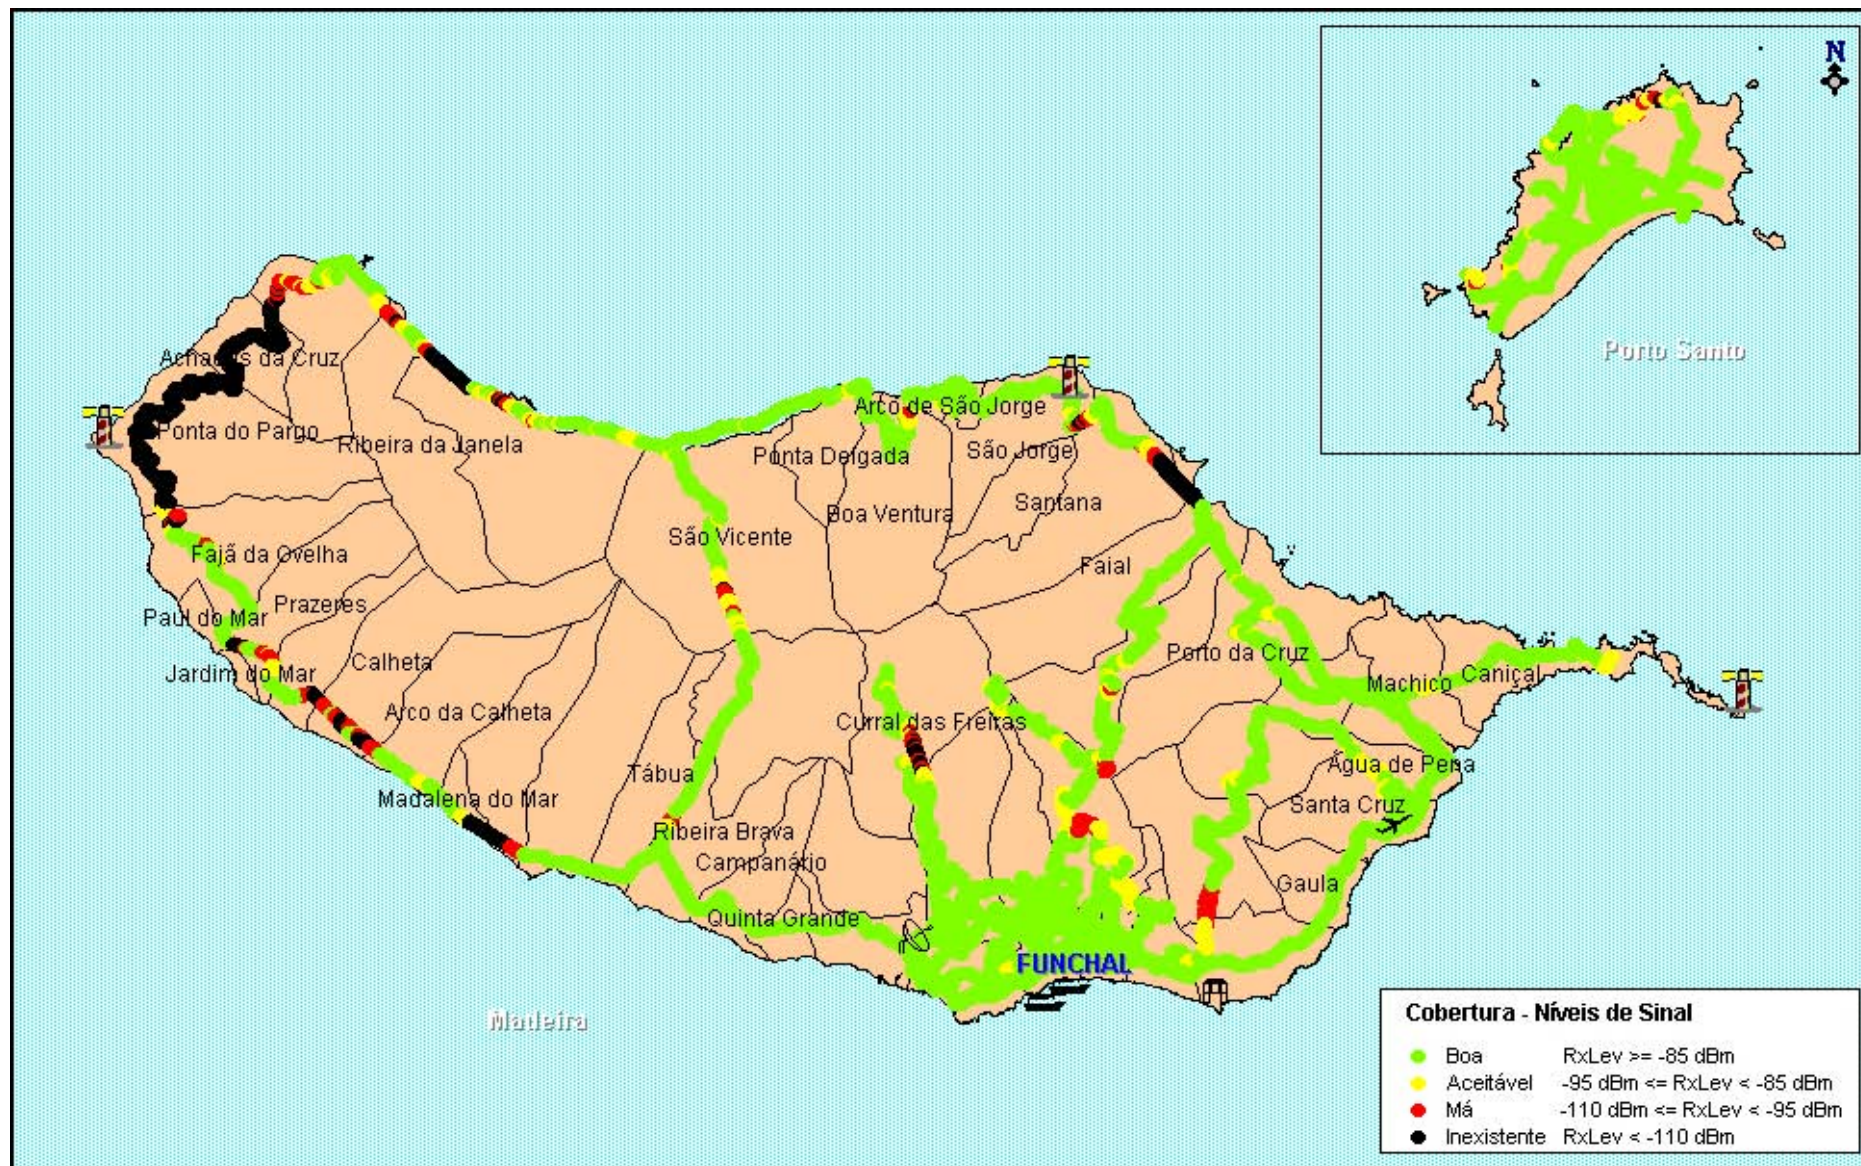 N
Porto Santo
Achadas da Cruz
Ponta do Pargo
Ribeira da Janela
Arco de São Jorge
Ponta Delgada
São Jorge
Boa Ventura
Santana
São Vicente
Faial
Fajã da Ovelha
Prazeres
Paul do Mar
Calheta
Jardim do Mar
Porto da Cruz
Machico
Caniçal
Arco da Calheta
Curral das Freiras
Tábua
Água de Pena
Madalena do Mar
Santa Cruz
Ribeira Brava
Campanário
Gaula
Quinta Grande
FUNCHAL
Madeira
Cobertura - Níveis de Sinal
Boa RxLev >= -85 dBm
Aceitável -95 dBm <= RxLev < -85 dBm
Má -110 dBm <= RxLev < -95 dBm
Inexistente RxLev < -110 dBm